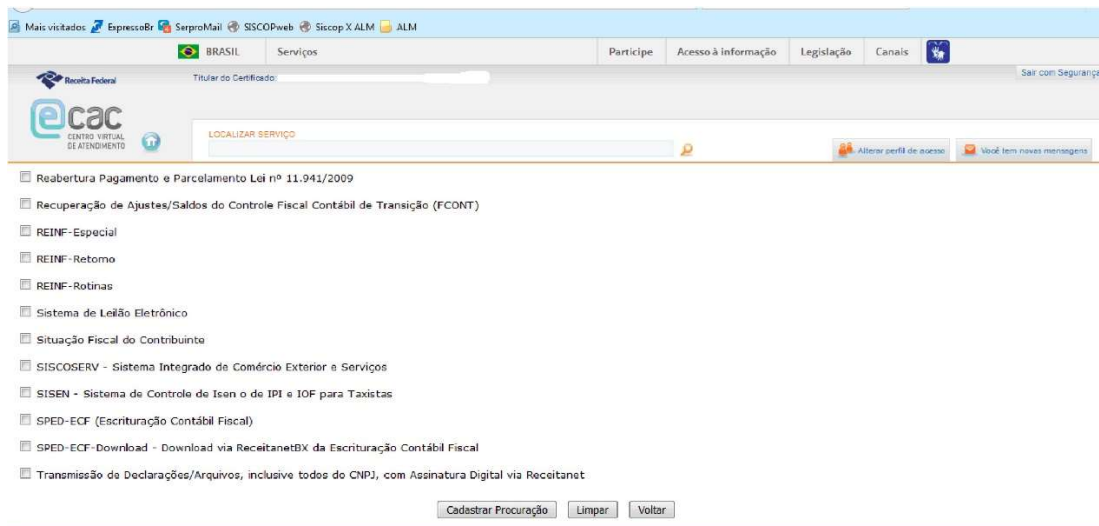 Mais visitados ExpressoBr SerproMail SISCOPweb Siscop X ALM ALM
BRASIL Serviços Participe Acesso à informação Legislação Canais
Receita Federal Titular do Certificado: Sair com Segurança
ecac
CENTRO VIRTUAL
DE ATENDIMENTO
LOCALIZAR SERVIÇO
Alterar perfil de acesso Você tem novas mensagens
Reabertura Pagamento e Parcelamento Lei nº 11.941/2009
Recuperação de Ajustes/Saldos do Controle Fiscal Contábil de Transição (FCONT)
REINF-Especial
REINF-Retorno
REINF-Rotinas
Sistema de Leilão Eletrônico
Situação Fiscal do Contribuinte
SISCOSERV - Sistema Integrado de Comércio Exterior e Serviços
SISEN - Sistema de Controle de Isen o de IPI e IOF para Taxistas
SPED-ECF (Escrituração Contábil Fiscal)
SPED-ECF-Download - Download via ReceitanetBX da Escrituração Contábil Fiscal
Transmissão de Declarações/Arquivos, inclusive todos do CNPJ, com Assinatura Digital via Receitanet
Cadastrar Procuração Limpar Voltar